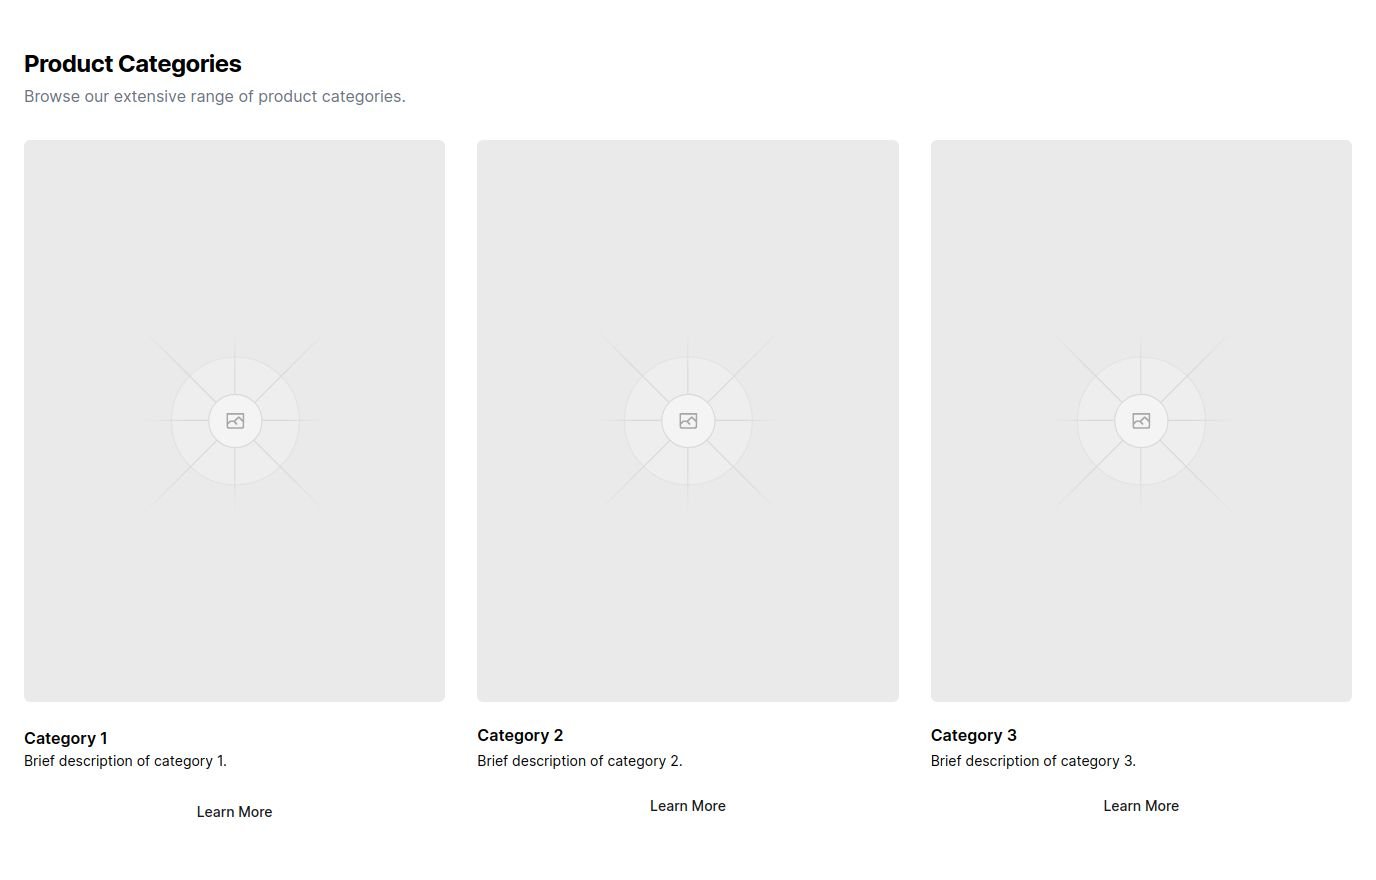 Product Categories
Browse our extensive range of product categories.
Category 1
Brief description of category 1.
Learn More
Category 2
Brief description of category 2.
Learn More
Category 3
Brief description of category 3.
Learn More